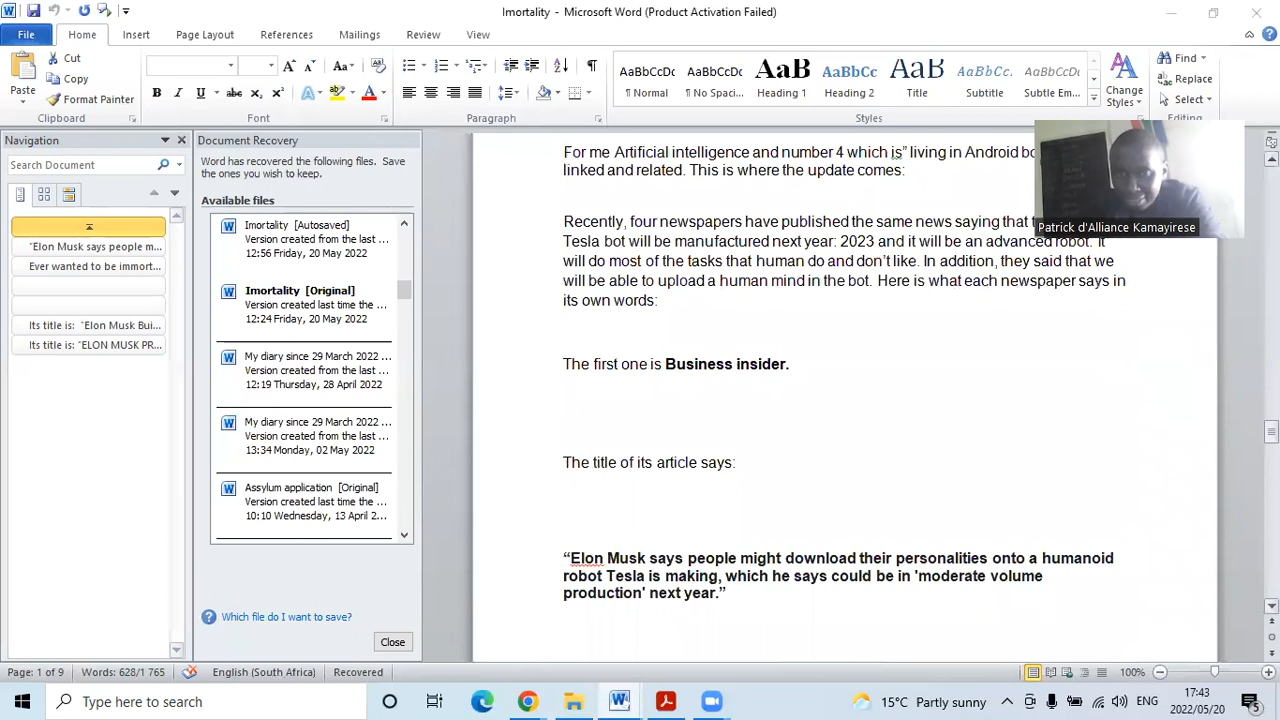 Imortality - Microsoft Word (Product Activation Failed)
File
Home
Insert
Page Layout
References
Mailings
Review
View
Paste
Cut
Copy
Format Painter
Clipboard
Font
Paragraph
AaBbCcDc
¶ Normal
AaBbCcDc
¶ No Spaci...
AaB
Heading 1
AaBbCc
Heading 2
AaB
Title
AaBbCc
Subtitle
AaBbCcDc
Subtle Em...
Change
Styles
Styles
Find
Replace
Select
Editing
Navigation
Search Document
"Elon Musk says people m...
Ever wanted to be immort...
Its title is: "Elon Musk Bui...
Its title is: "ELON MUSK PR...
Document Recovery
Word has recovered the following files. Save
the ones you wish to keep.
Available files
Imortality [Autosaved]
Version created from the last ...
12:56 Friday, 20 May 2022
Imortality [Original]
Version created last time the ...
12:24 Friday, 20 May 2022
My diary since 29 March 2022 ...
Version created from the last ...
12:19 Thursday, 28 April 2022
My diary since 29 March 2022 ...
Version created from the last ...
13:34 Monday, 02 May 2022
Assylum application [Original]
Version created last time the ...
10:10 Wednesday, 13 April 2...
Which file do I want to save?
Close
For me Artificial intelligence and number 4 which is” living in Android
linked and related. This is where the update comes:
Recently, four newspapers have published the same news saying that
Tesla bot will be manufactured next year: 2023 and it will be an advanced robot. It
will do most of the tasks that human do and don’t like. In addition, they said that we
will be able to upload a human mind in the bot. Here is what each newspaper says in
its own words:
The first one is Business insider.
The title of its article says:
“Elon Musk says people might download their personalities onto a humanoid
robot Tesla is making, which he says could be in 'moderate volume
production' next year.”
Patrick d'Alliance Kamayirese
Page: 1 of 9
Words: 628/1 765
English (South Africa)
Recovered
100%
Type here to search
15°C Partly sunny
ENG
17:43
2022/05/20
5